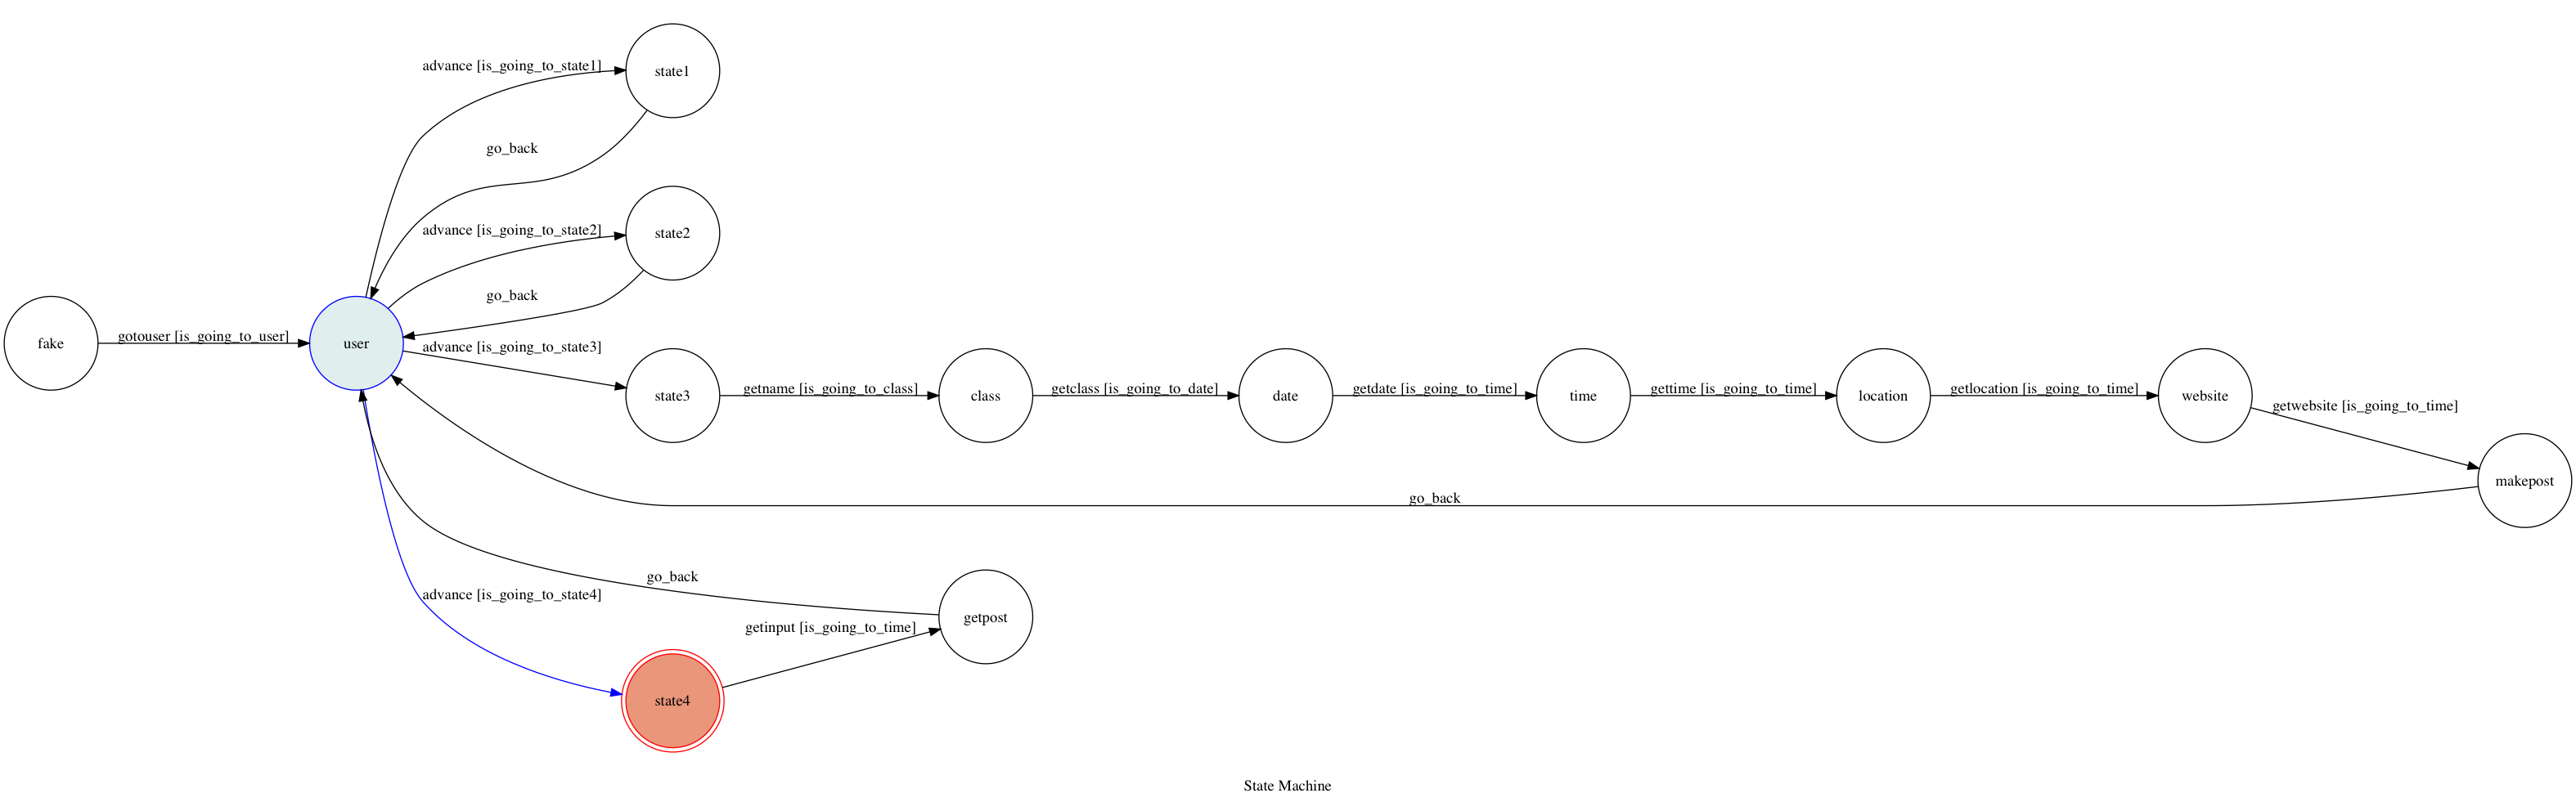 advance [is_going_to_state1]
state1
go_back
advance [is_going_to_state2]
state2
go_back
fake
gotouser [is_going_to_user]
user
advance [is_going_to_state3]
state3
getname [is_going_to_class]
class
getclass [is_going_to_date]
date
getdate [is_going_to_time]
time
gettime [is_going_to_time]
location
getlocation [is_going_to_time]
website
getwebsite [is_going_to_time]
makepost
go_back
go_back
advance [is_going_to_state4]
getpost
getinput [is_going_to_time]
state4
State Machine